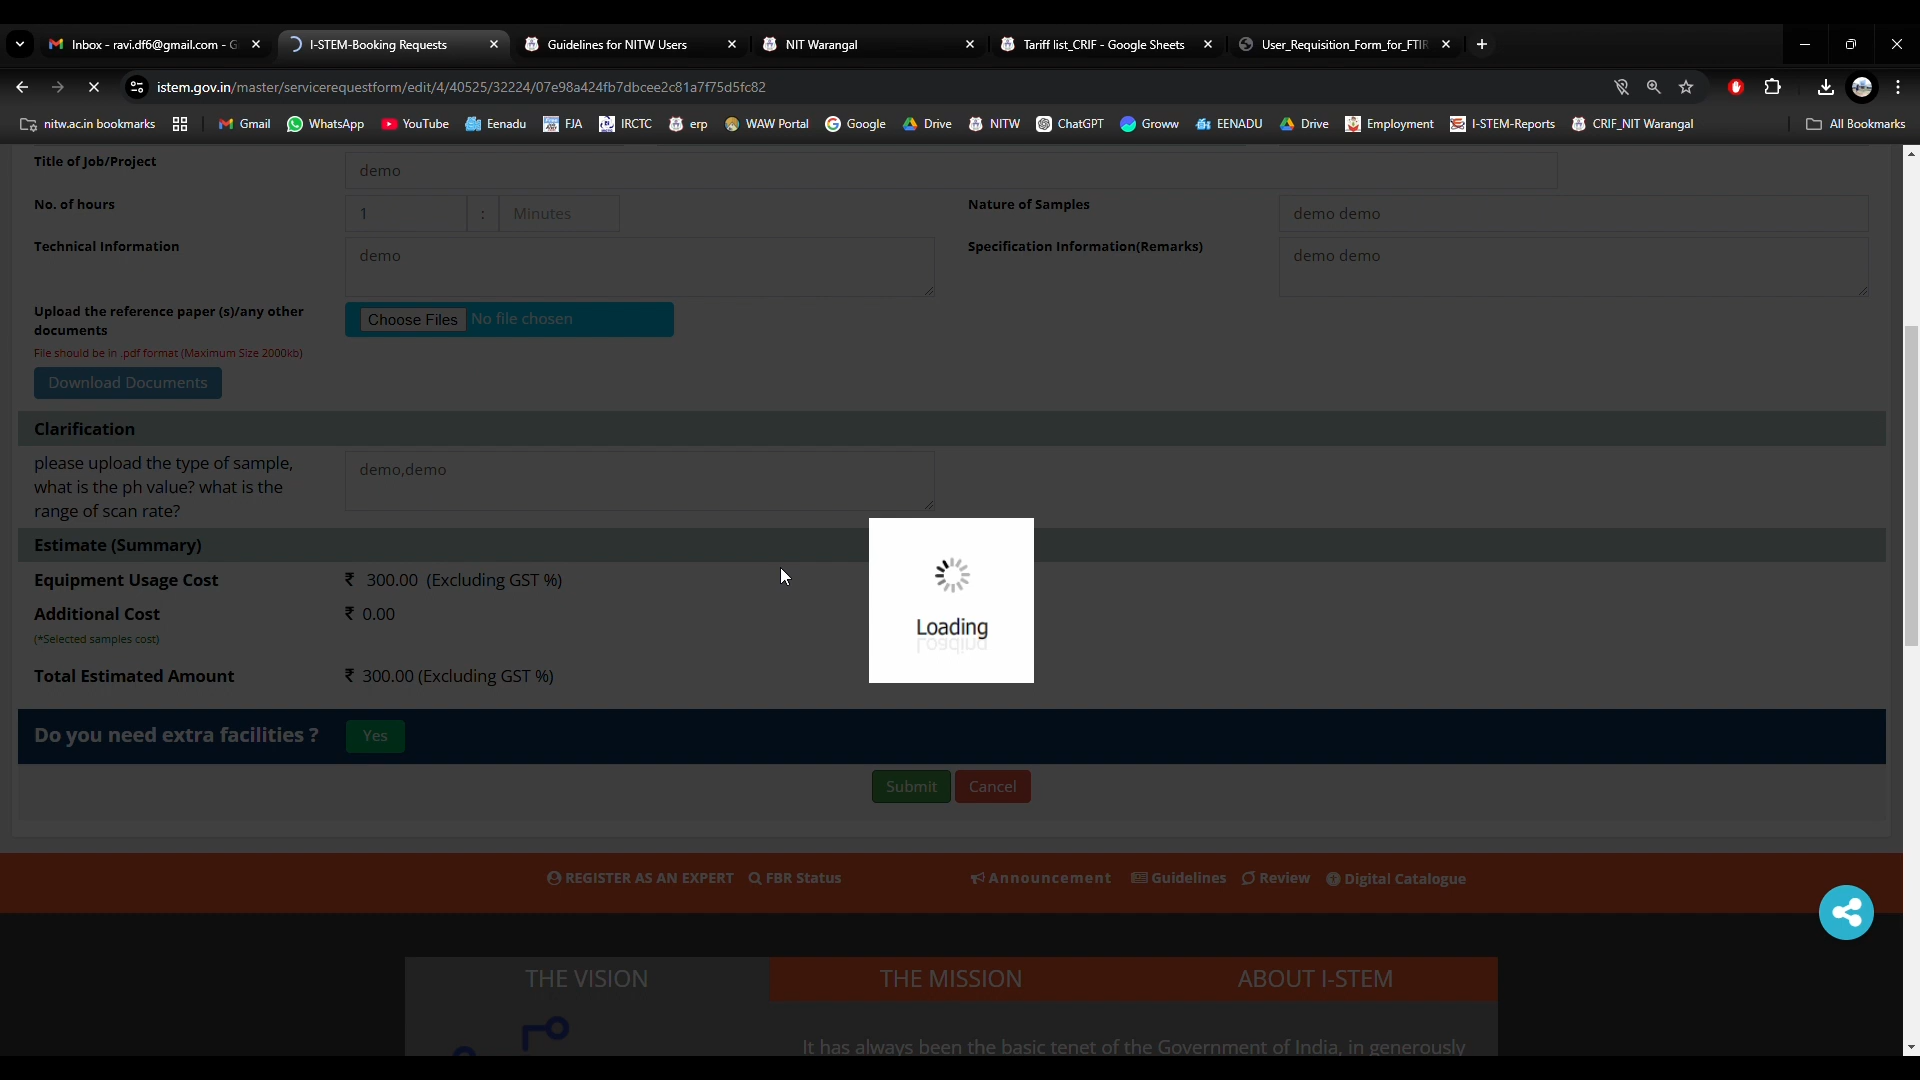 Inbox - ravi.df6@gmail.com - G
I-STEM-Booking Requests
Guidelines for NITW Users
NIT Warangal
Tariff list_CRIF - Google Sheets
User_Requisition_Form_for_FTIR
istem.gov.in/master/servicerequestform/edit/4/40525/32224/07e98a424fb7dbcee2c81a7f75d5fc82
nitw.ac.in bookmarks
Gmail
WhatsApp
YouTube
Eenadu
FJA
IRCTC
erp
WAW Portal
Google
Drive
NITW
ChatGPT
Groww
EENADU
Drive
Employment
I-STEM-Reports
CRIF_NIT Warangal
All Bookmarks
Title of Job/Project
demo
No. of hours
1 : Minutes
Nature of Samples
demo demo
Technical Information
demo
Specification Information(Remarks)
demo demo
Upload the reference paper (s)/any other
documents
Choose Files No file chosen
File should be in .pdf format (Maximum Size 2000kb)
Download Documents
Clarification
please upload the type of sample,
what is the ph value? what is the
range of scan rate?
demo,demo
Estimate (Summary)
Equipment Usage Cost
₹ 300.00 (Excluding GST %)
Additional Cost
₹ 0.00
(*Selected samples cost)
Total Estimated Amount
₹ 300.00 (Excluding GST %)
Loading
Do you need extra facilities ?
Yes
Submit
Cancel
REGISTER AS AN EXPERT
FBR Status
Announcement
Guidelines
Review
Digital Catalogue
THE VISION
THE MISSION
ABOUT I-STEM
It has always been the basic tenet of the Government of India, in generously